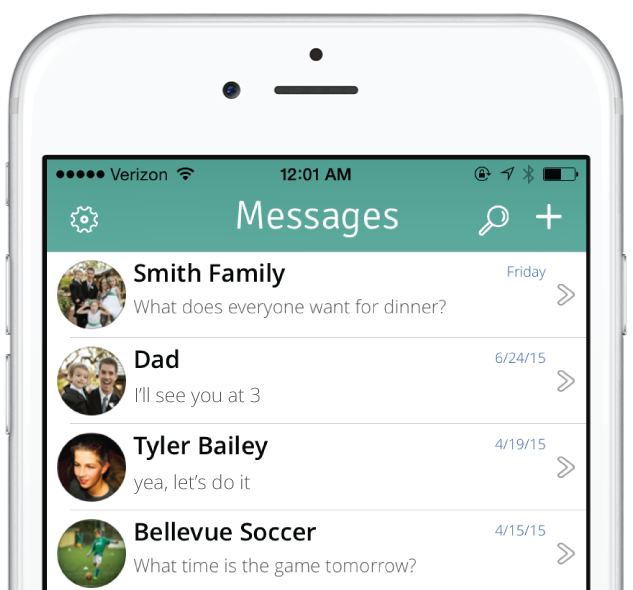 Verizon 12:01 AM
Messages
Smith Family Friday
What does everyone want for dinner?
Dad 6/24/15
I'll see you at 3
Tyler Bailey 4/19/15
yea, let's do it
Bellevue Soccer 4/15/15
What time is the game tomorrow?